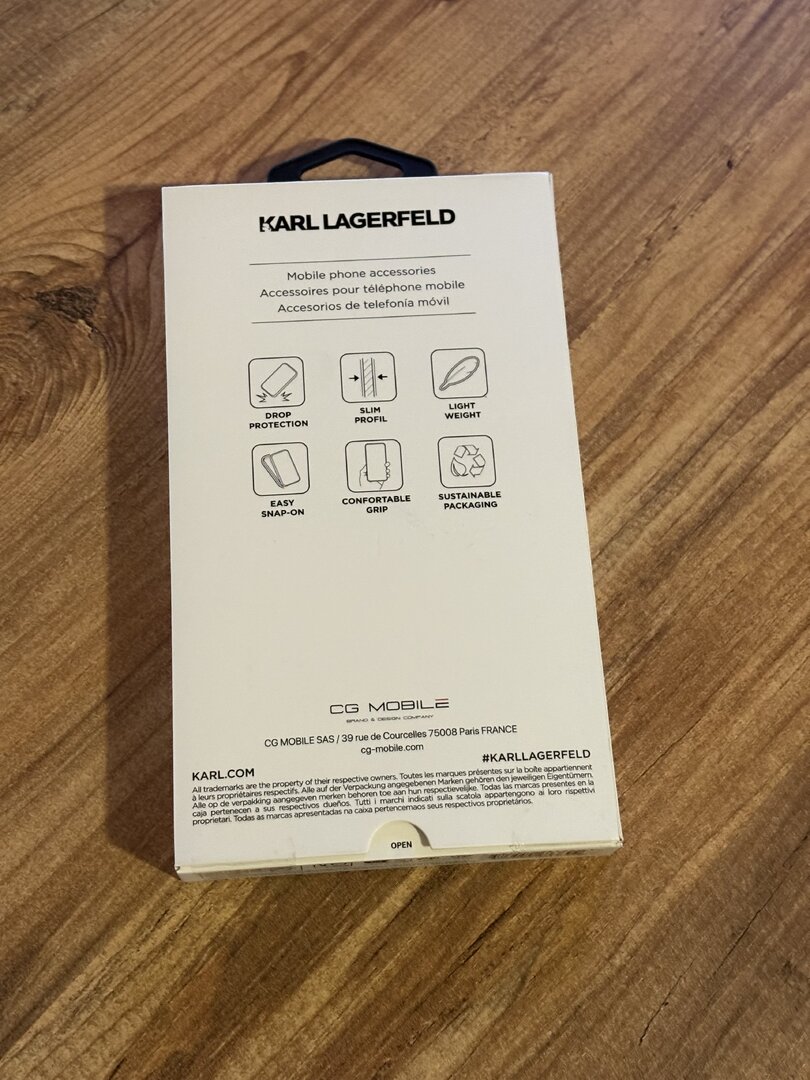 KARL LAGERFELD
Mobile phone accessories
Accessoires pour téléphone mobile
Accesorios de telefonía móvil
DROP
PROTECTION
SLIM
PROFIL
LIGHT
WEIGHT
EASY
SNAP-ON
CONFORTABLE
GRIP
SUSTAINABLE
PACKAGING
CG MOBILE
BRAND & DESIGN COMPANY
CG MOBILE SAS / 39 rue de Courcelles 75008 Paris FRANCE
cg-mobile.com
KARL.COM
#KARLLAGERFELD
All trademarks are the property of their respective owners. Toutes les marques présentes sur la boîte appartiennent
à leurs propriétaires respectifs. Alle auf der Verpackung angegebenen Marken gehören den jeweiligen Eigentümern.
Alle op de verpakking aangegeven merken behoren toe aan hun respectievelijke. Todas las marcas presentes en la
caja pertenecen a sus respectivos dueños. Tutti i marchi indicati sulla scatola appartengono ai loro rispettivi
proprietari. Todas as marcas apresentadas na caixa pertencemaos seus respectivos proprietários.
OPEN